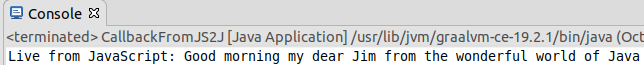 Console
<terminated> CallbackFromJS2J [Java Application] /usr/lib/jvm/graalvm-ce-19.2.1/bin/java (Oct
Live from JavaScript: Good morning my dear Jim from the wonderful world of Java